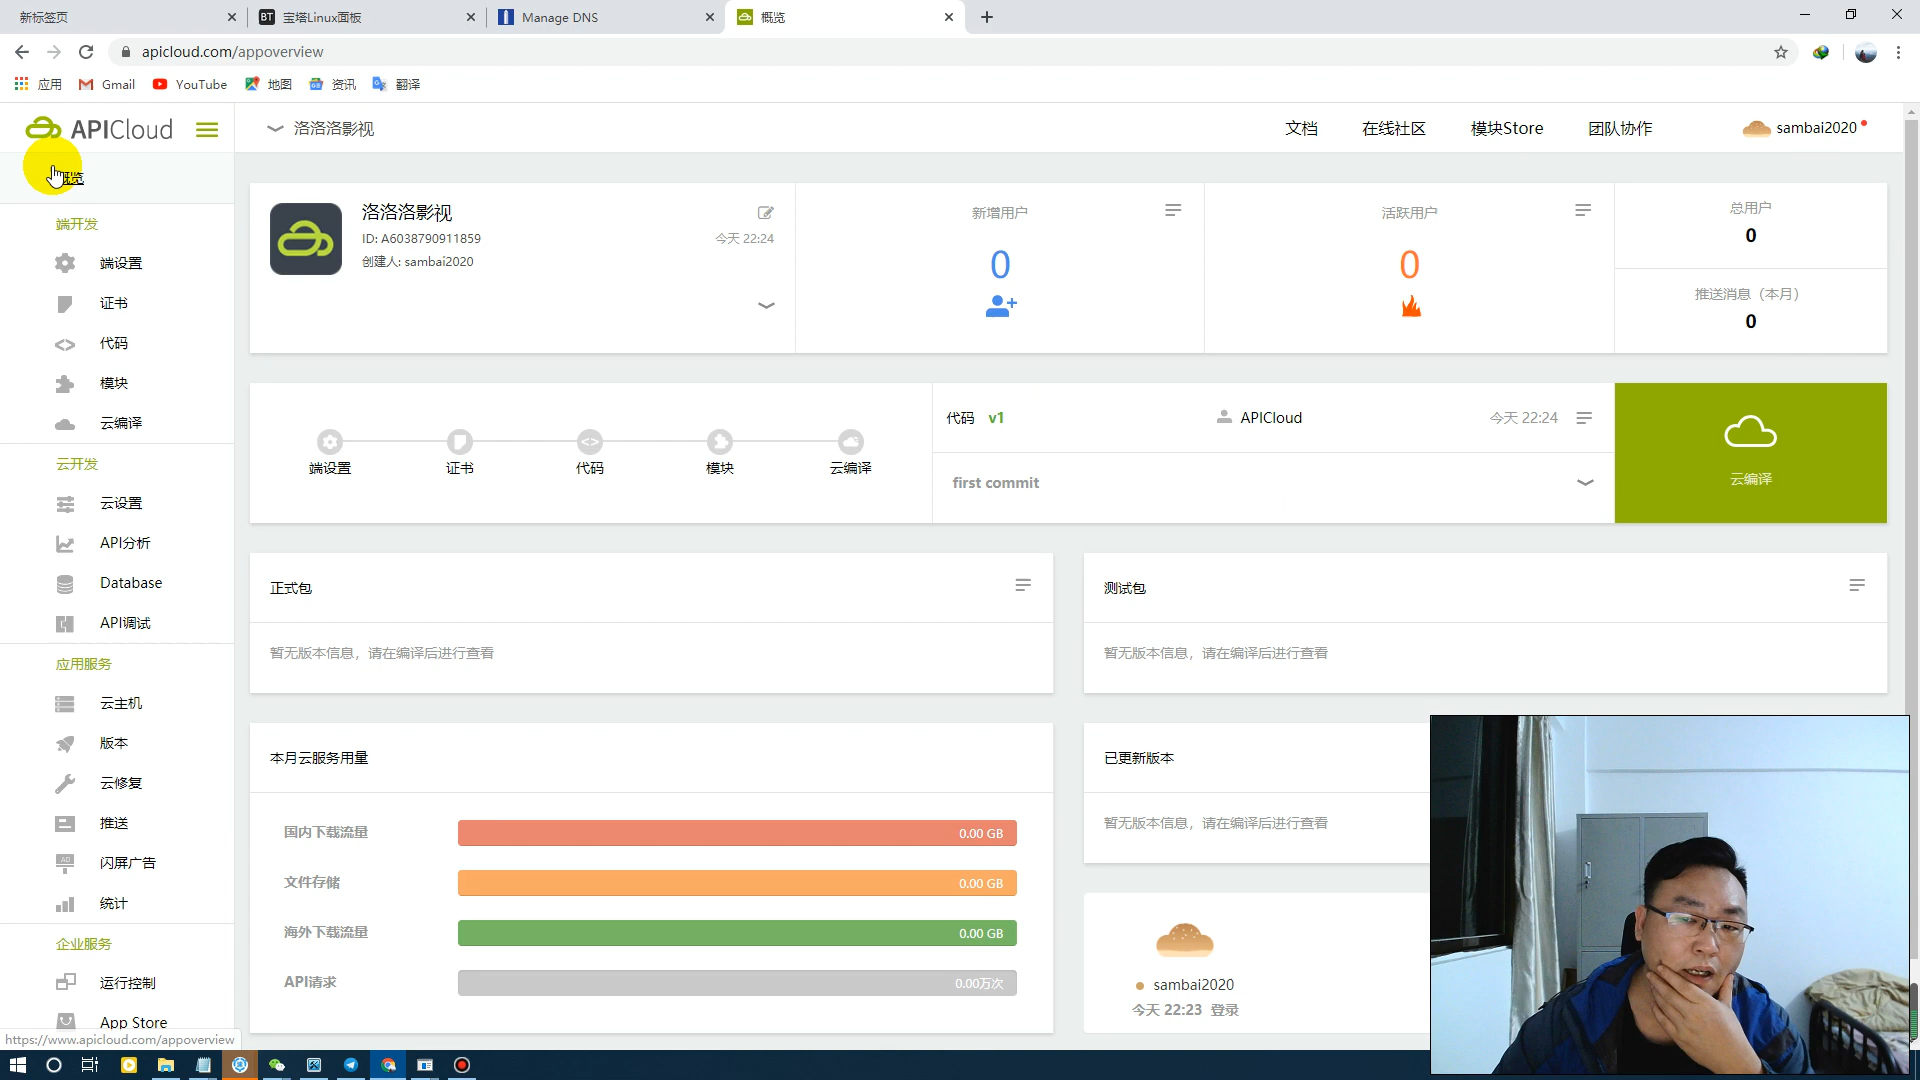 新标签页
宝塔Linux面板
Manage DNS
概览
apicloud.com/appoverview
应用
Gmail
YouTube
地图
资讯
翻译
APICloud
洛洛洛影视
文档
在线社区
模块Store
团队协作
sambai2020
概览
端开发
端设置
证书
代码
模块
云编译
云开发
云设置
API分析
Database
API调试
应用服务
云主机
版本
云修复
推送
闪屏广告
统计
企业服务
运行控制
App Store
https://www.apicloud.com/appoverview
洛洛洛影视
ID: A6038790911859
今天 22:24
创建人: sambai2020
新增用户
0
活跃用户
0
总用户
0
推送消息（本月）
0
端设置
证书
代码
模块
云编译
代码 v1
APICloud
今天 22:24
first commit
云编译
正式包
暂无版本信息，请在编译后进行查看
测试包
暂无版本信息，请在编译后进行查看
本月云服务用量
国内下载流量
0.00 GB
文件存储
0.00 GB
海外下载流量
0.00 GB
API请求
0.00万次
已更新版本
暂无版本信息，请在编译后进行查看
sambai2020
今天 22:23 登录